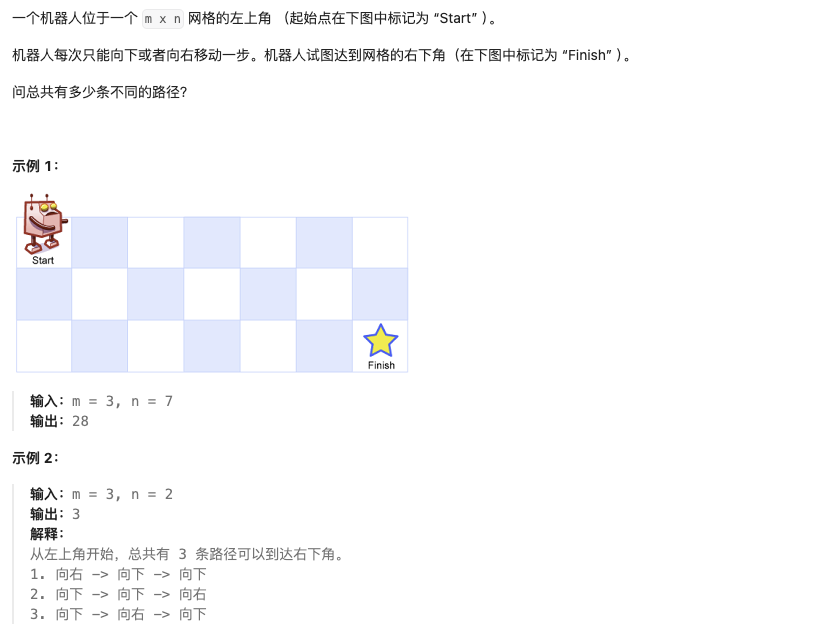 一个机器人位于一个 m x n 网格的左上角 （起始点在下图中标记为 “Start” ）。
机器人每次只能向下或者向右移动一步。机器人试图达到网格的右下角（在下图中标记为 “Finish” ）。
问总共有多少条不同的路径？
示例 1：
Start
Finish
输入：m = 3, n = 7
输出：28
示例 2：
输入：m = 3, n = 2
输出：3
解释：
从左上角开始，总共有 3 条路径可以到达右下角。
1. 向右 -> 向下 -> 向下
2. 向下 -> 向下 -> 向右
3. 向下 -> 向右 -> 向下